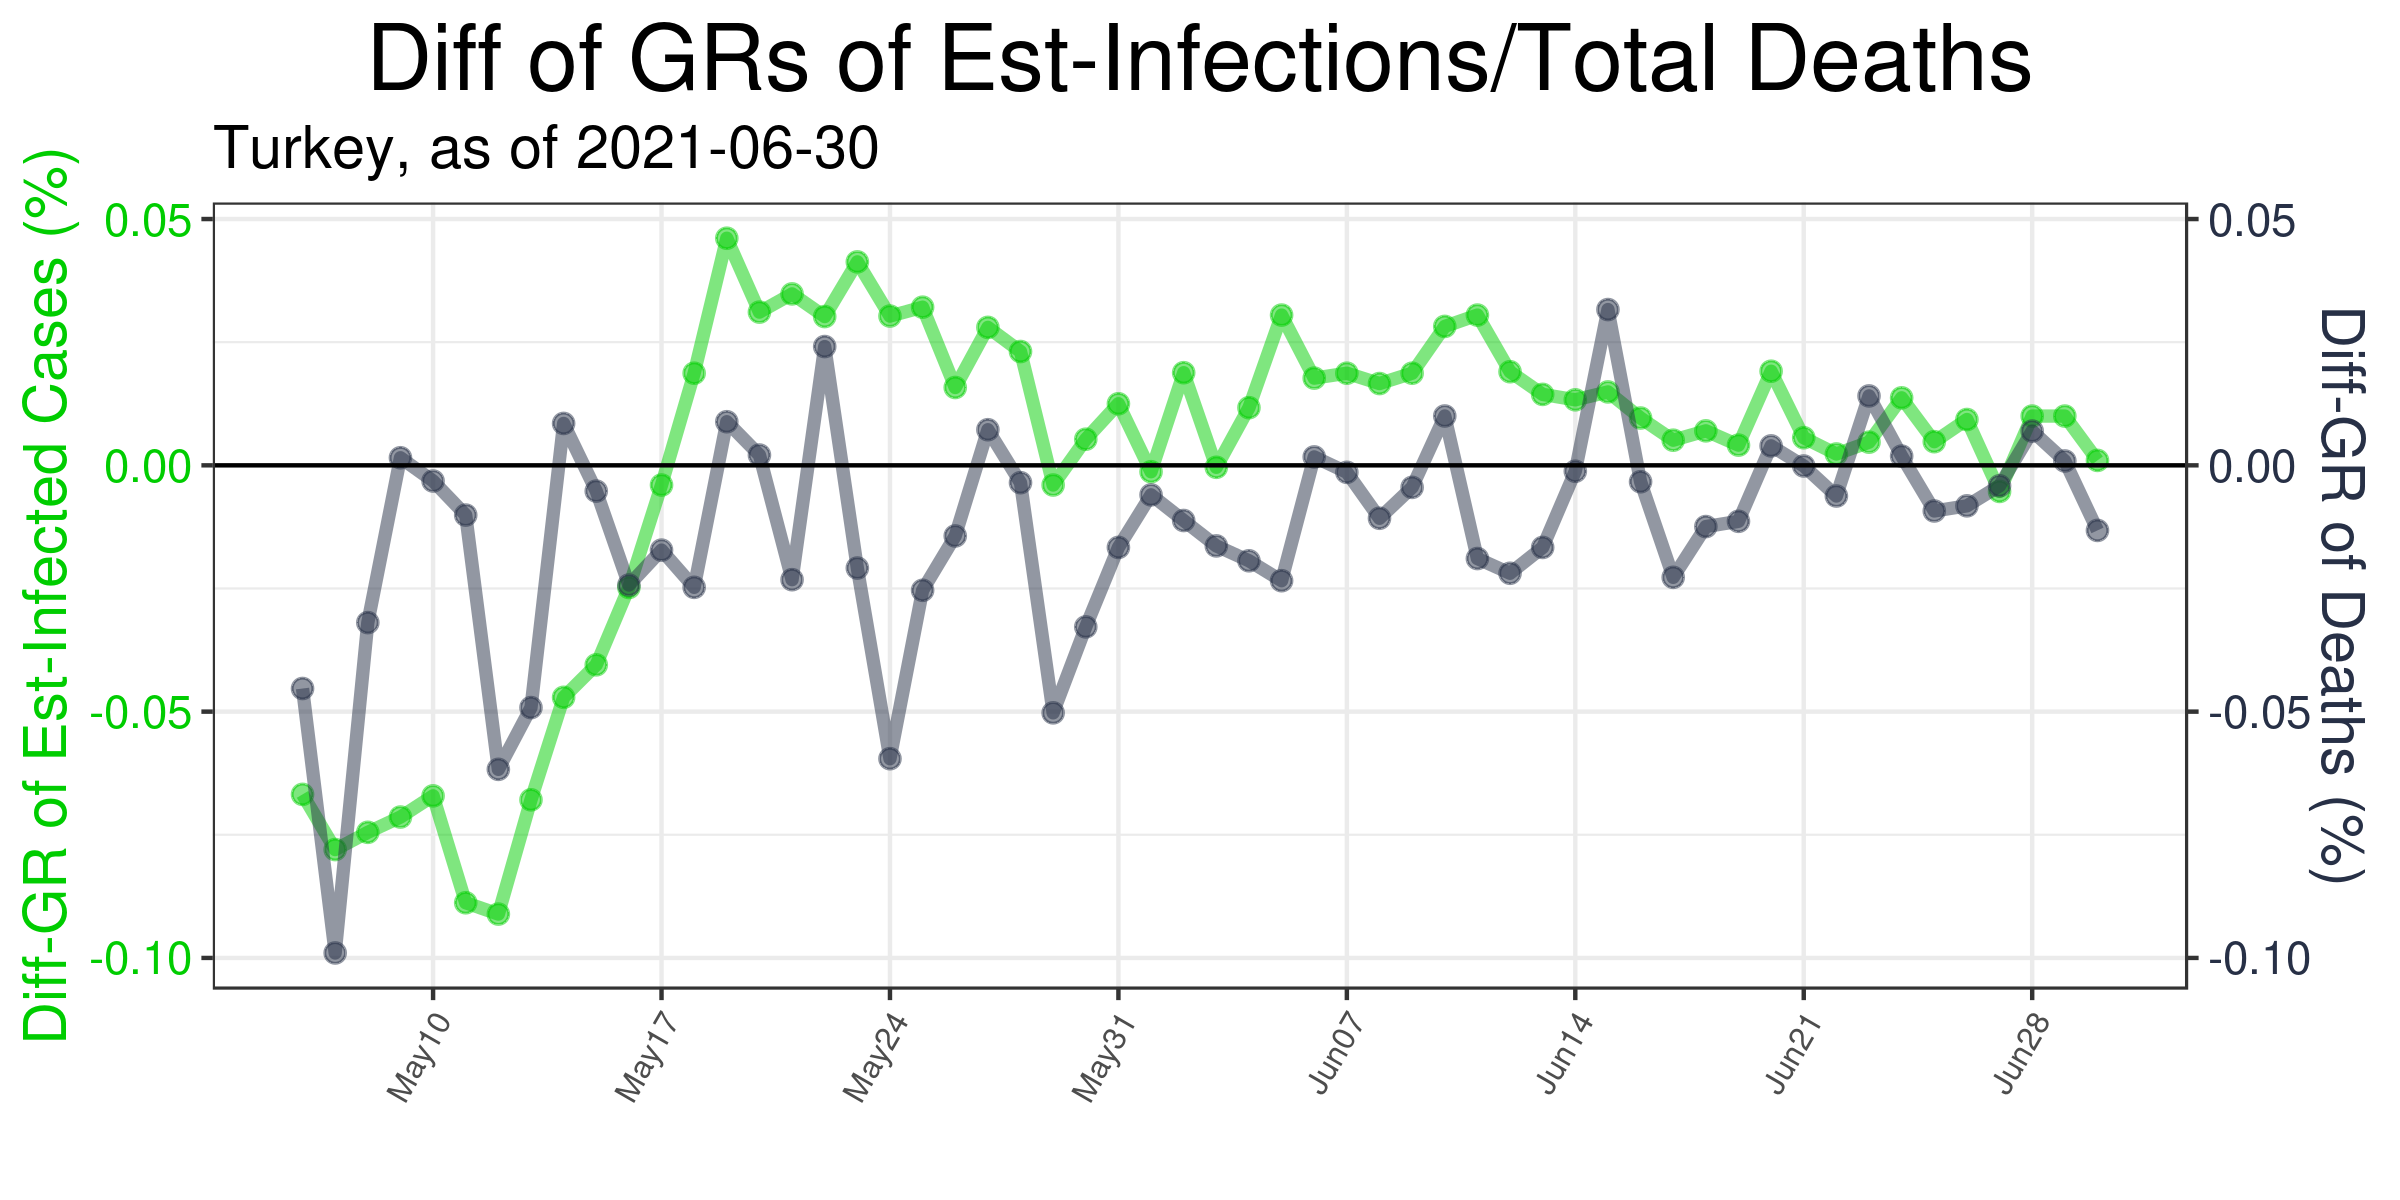 Diff of GRs of Est-Infections/Total Deaths
Turkey, as of 2021-06-30
Diff-GR of Est-Infected Cases (%)
0.05
0.00
-0.05
-0.10
0.05
0.00
-0.05
-0.10
Diff-GR of Deaths (%)
May10
May17
May24
May31
Jun07
Jun14
Jun21
Jun28